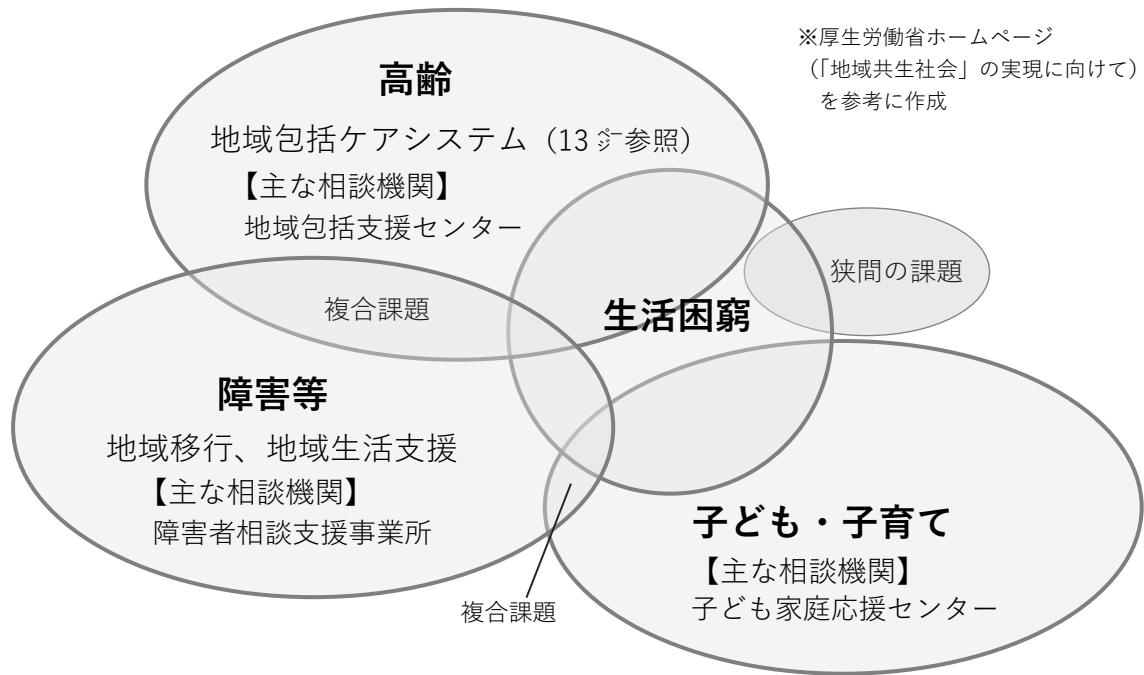 ※厚生労働省ホームページ
（「地域共生社会」の実現に向けて）
を参考に作成
高齢
地域包括ケアシステム（13㌻参照）
【主な相談機関】
地域包括支援センター
狭間の課題
複合課題
生活困窮
障害等
地域移行、地域生活支援
【主な相談機関】
障害者相談支援事業所
子ども・子育て
【主な相談機関】
子ども家庭応援センター
複合課題